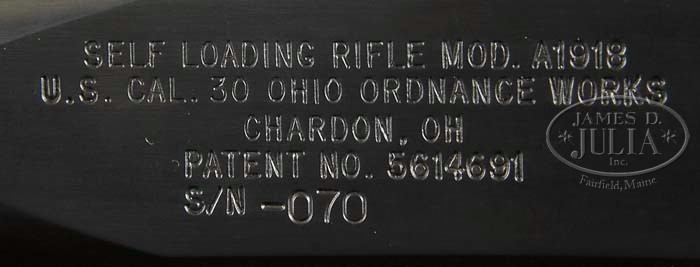 SELF LOADING RIFLE MOD. A1918
U.S. CAL. 30 OHIO ORDNANCE WORKS
CHARDON, OH
PATENT NO. 5614691
S/N -070
JAMES D.
JULIA
Inc.
Fairfield, Maine